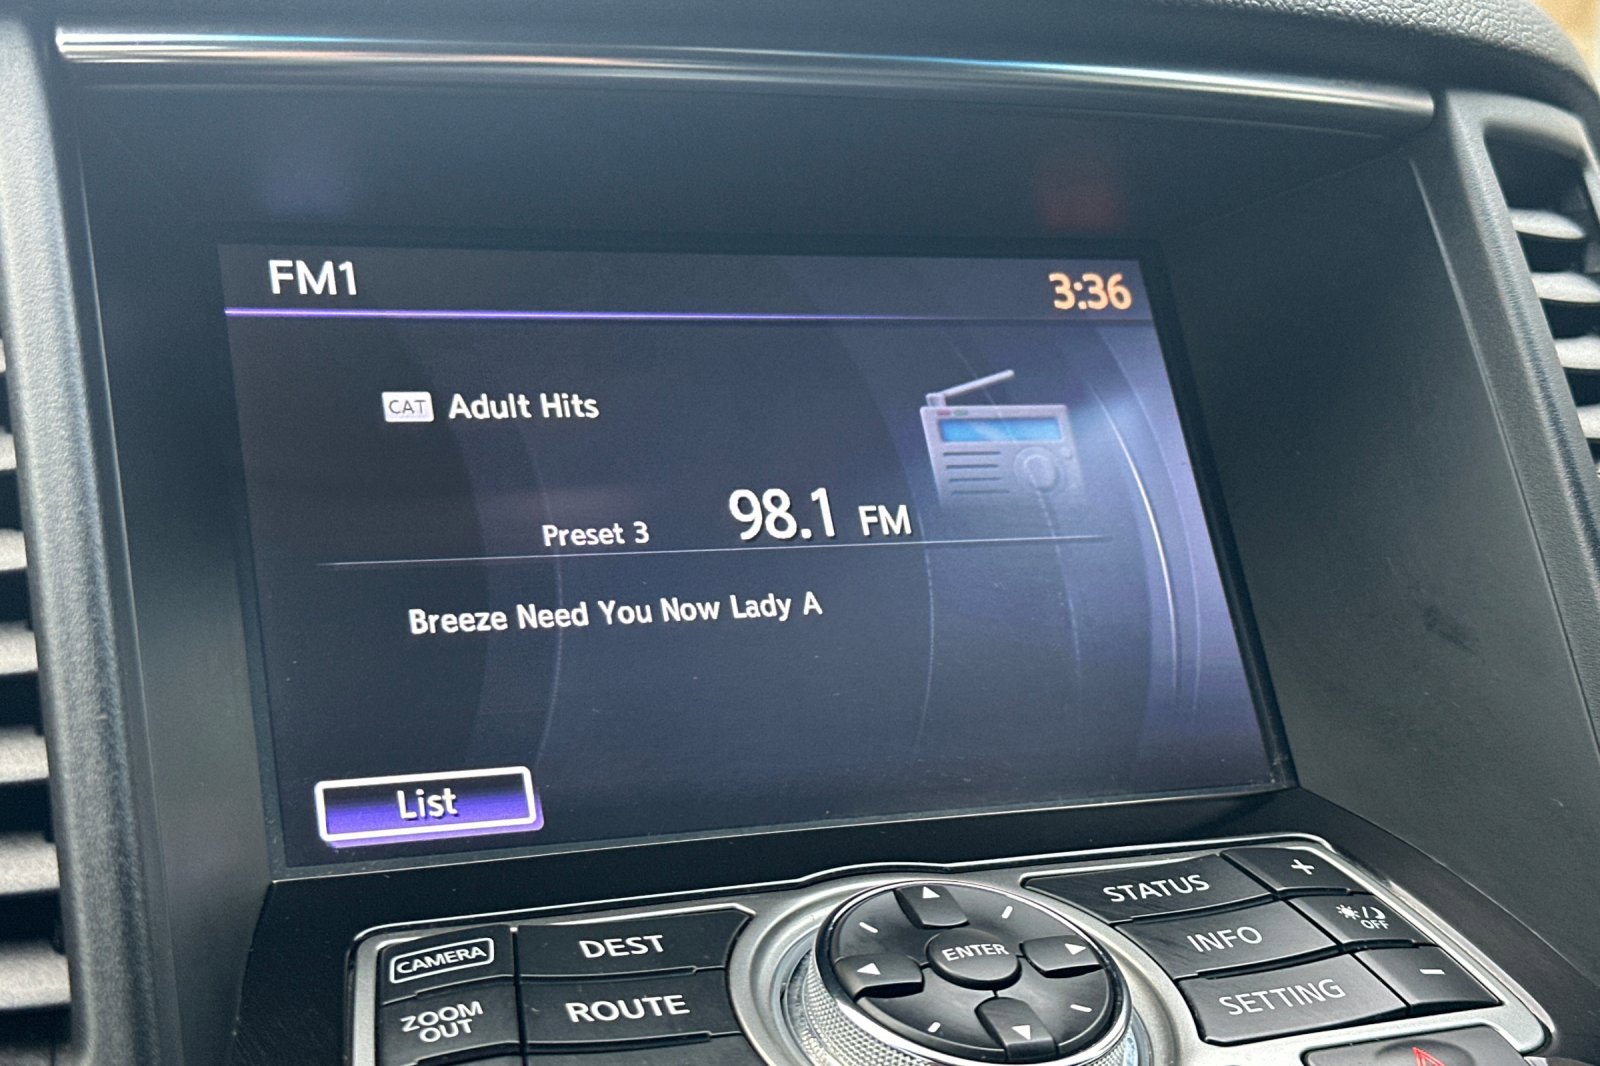 FM1
3:36
CAT Adult Hits
Preset 3 98.1 FM
Breeze Need You Now Lady A
List
CAMERA
DEST
ZOOM OUT
ROUTE
ENTER
STATUS
+
INFO
OFF
SETTING
-